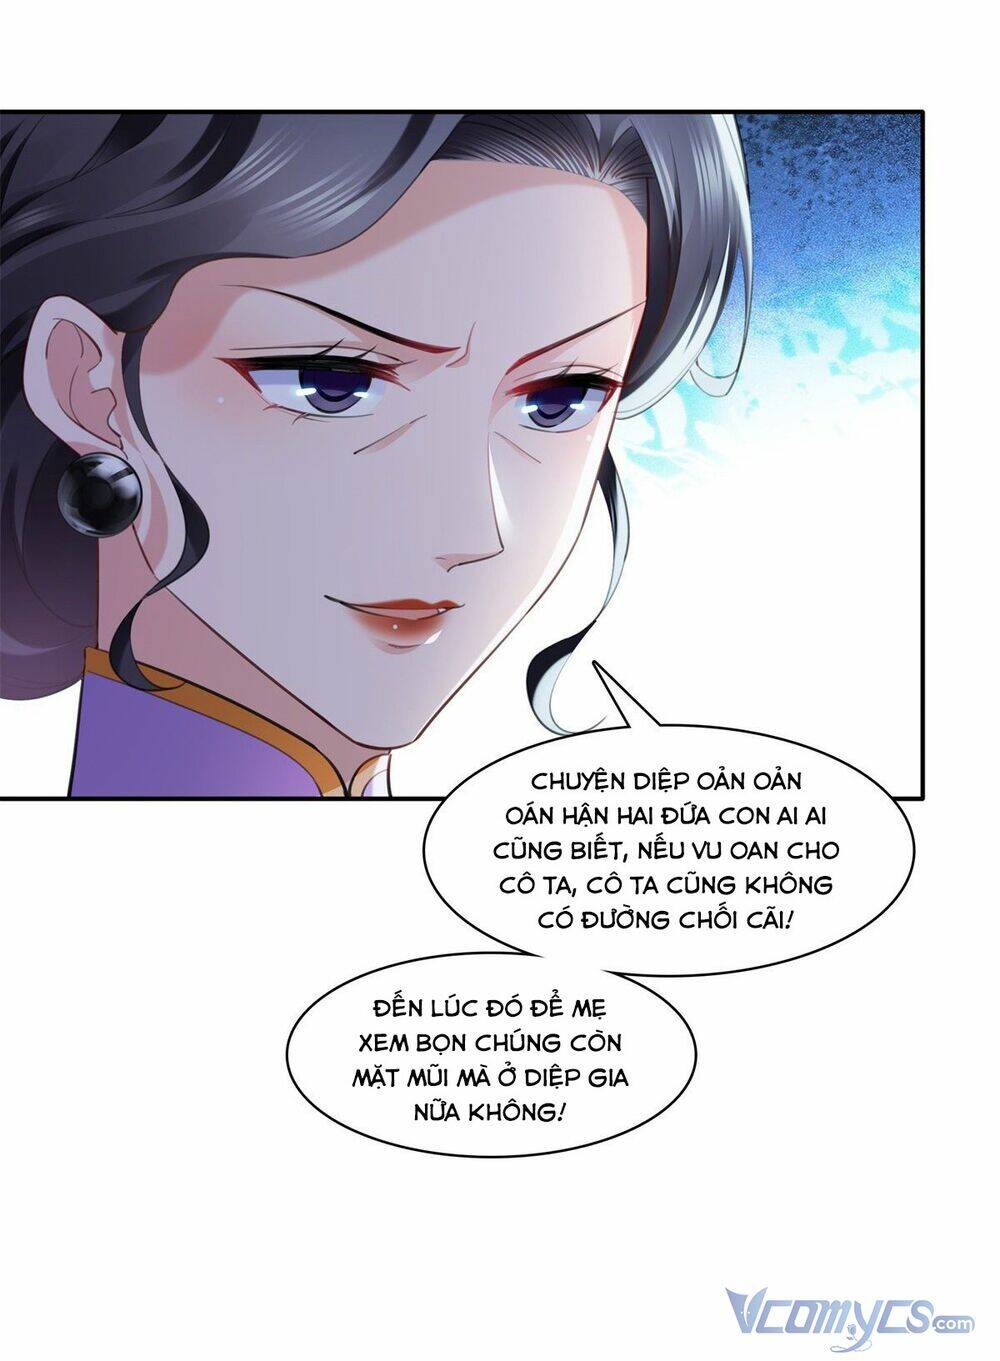 CHUYỆN DIỆP OẢN OẢN
OÁN HẬN HAI ĐỨA CON AI AI
CŨNG BIẾT, NẾU VU OAN CHO
CÔ TA, CÔ TA CŨNG KHÔNG
CÓ ĐƯỜNG CHỐI CÃI!
ĐẾN LÚC ĐÓ ĐỂ MẸ
XEM BỌN CHÚNG CÒN
MẶT MŨI MÀ Ở DIỆP GIA
NỮA KHÔNG!
VCOMYCS.com